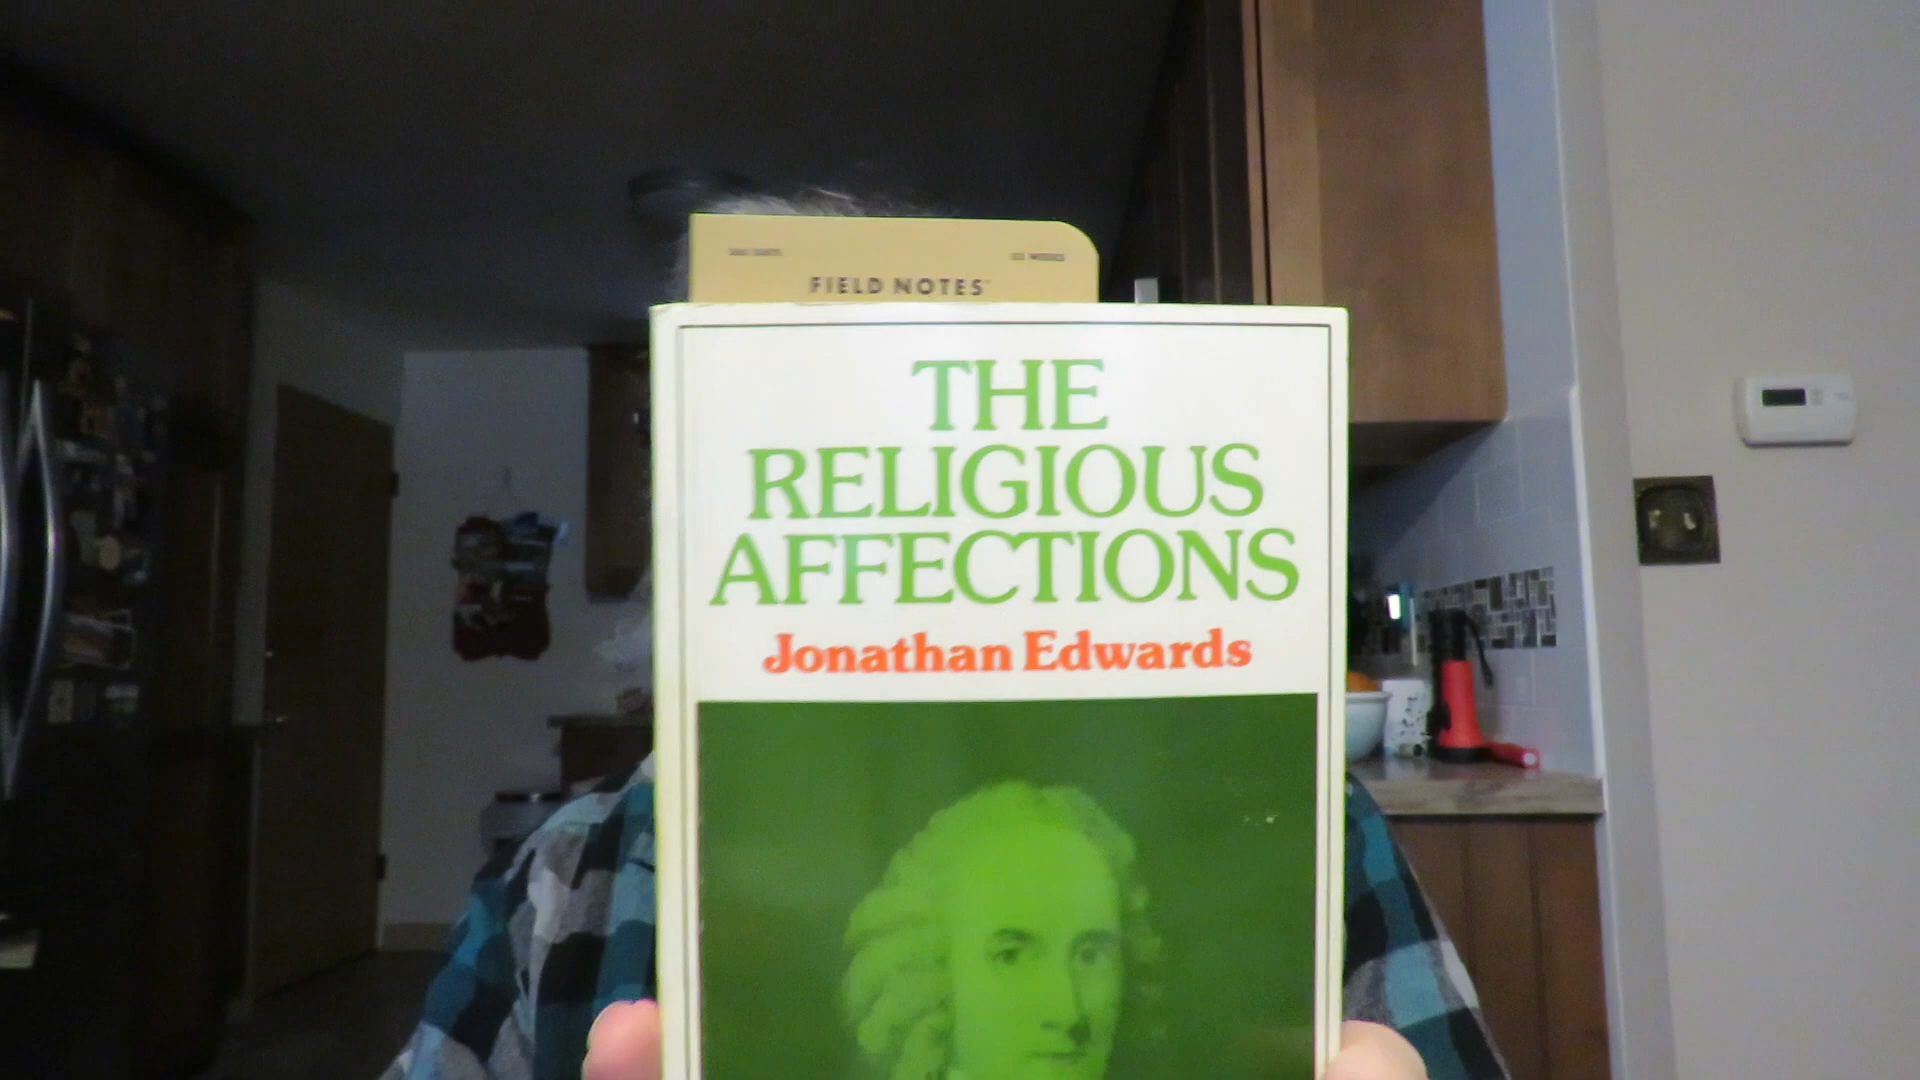 FIELD NOTES
THE
RELIGIOUS
AFFECTIONS
Jonathan Edwards